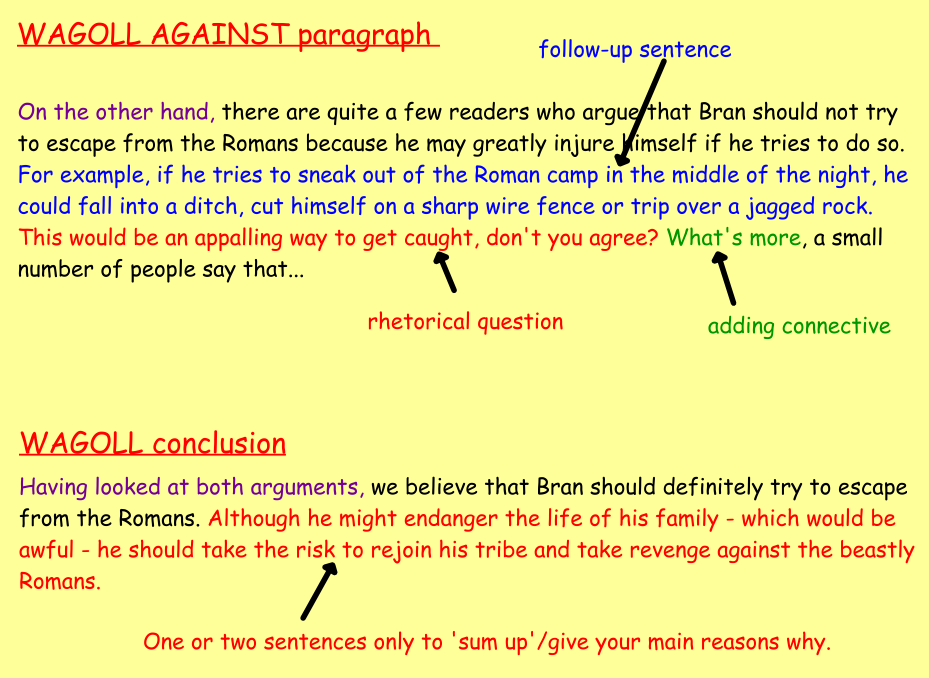 WAGOLL AGAINST paragraph
follow-up sentence
On the other hand, there are quite a few readers who argue that Bran should not try
to escape from the Romans because he may greatly injure himself if he tries to do so.
For example, if he tries to sneak out of the Roman camp in the middle of the night, he
could fall into a ditch, cut himself on a sharp wire fence or trip over a jagged rock.
This would be an appalling way to get caught, don't you agree? What's more, a small
number of people say that...
rhetorical question
adding connective
WAGOLL conclusion
Having looked at both arguments, we believe that Bran should definitely try to escape
from the Romans. Although he might endanger the life of his family - which would be
awful - he should take the risk to rejoin his tribe and take revenge against the beastly
Romans.
One or two sentences only to 'sum up'/give your main reasons why.